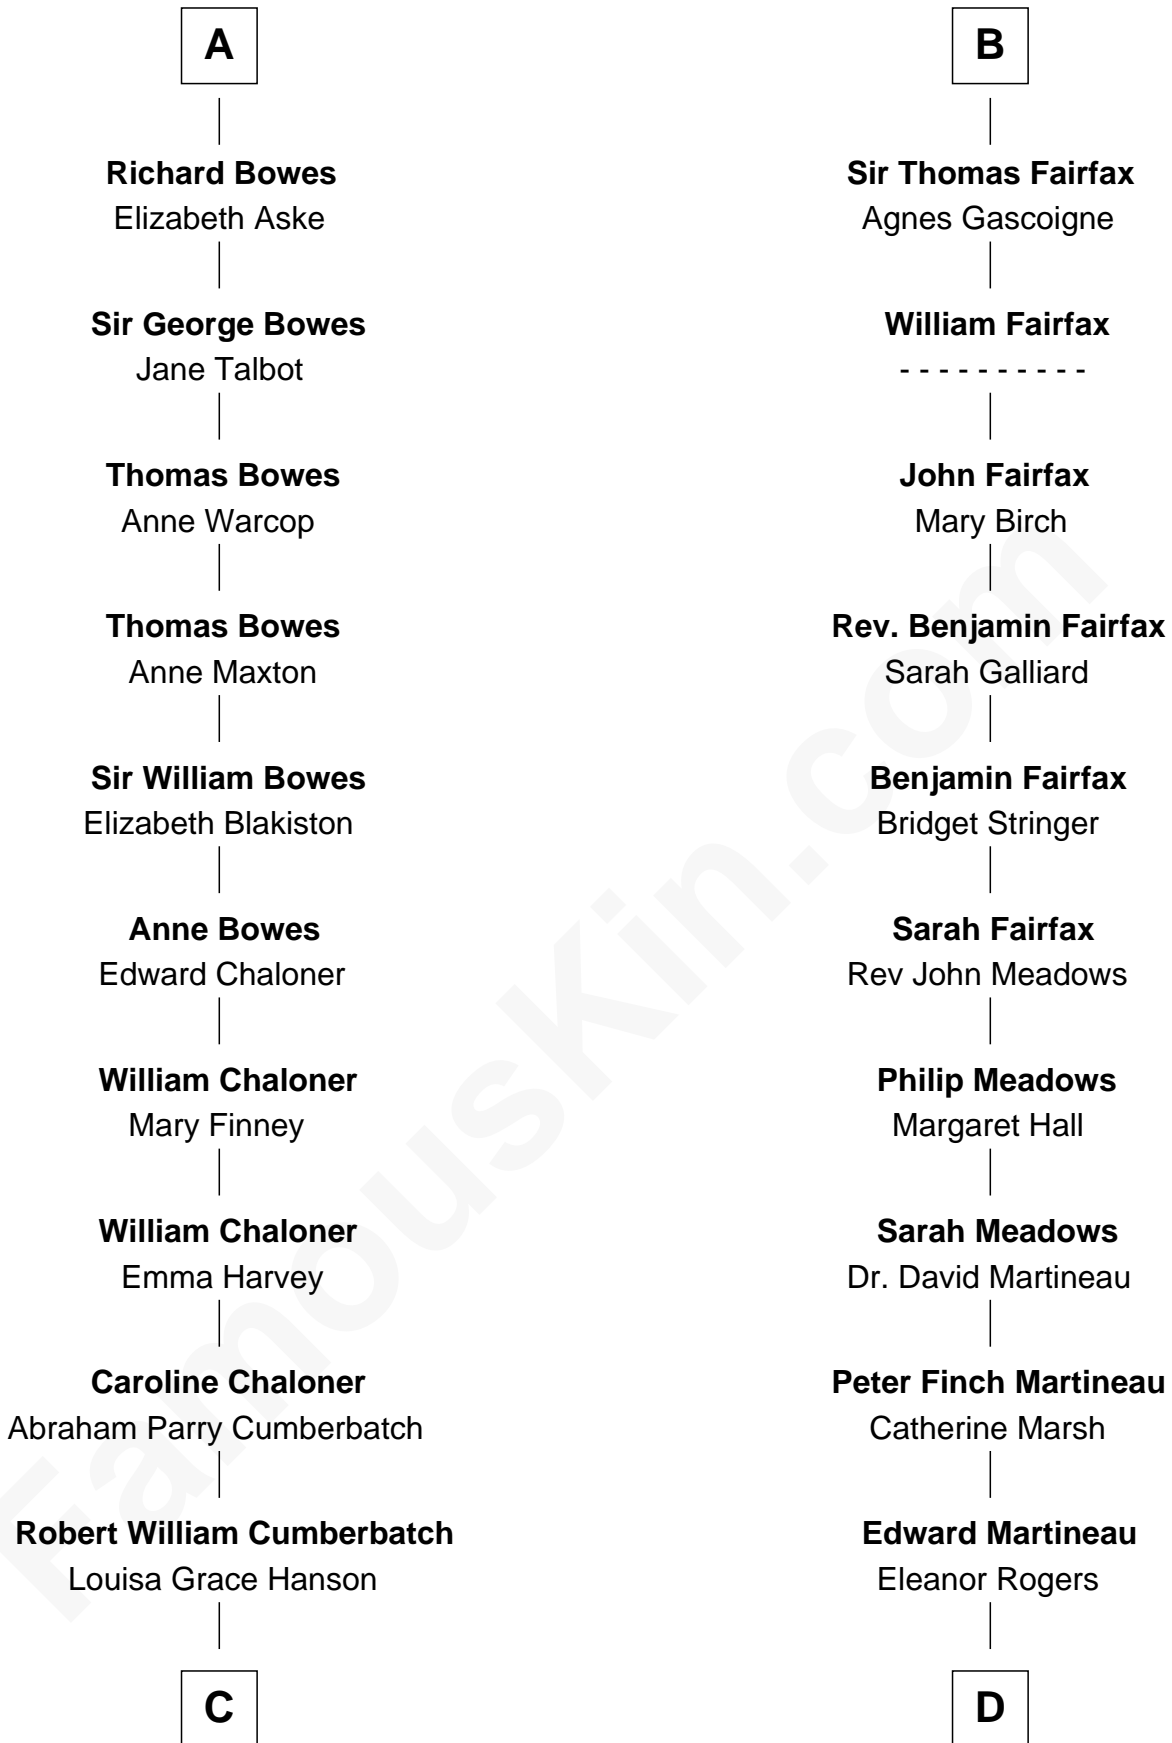 A
Richard Bowes
Elizabeth Aske
Sir George Bowes
Jane Talbot
Thomas Bowes
Anne Warcop
Thomas Bowes
Anne Maxton
Sir William Bowes
Elizabeth Blakiston
Anne Bowes
Edward Chaloner
William Chaloner
Mary Finney
William Chaloner
Emma Harvey
Caroline Chaloner
Abraham Parry Cumberbatch
Robert William Cumberbatch
Louisa Grace Hanson
C
B
Sir Thomas Fairfax
Agnes Gascoigne
William Fairfax
- - - - - - - - - -
John Fairfax
Mary Birch
Rev. Benjamin Fairfax
Sarah Galliard
Benjamin Fairfax
Bridget Stringer
Sarah Fairfax
Rev John Meadows
Philip Meadows
Margaret Hall
Sarah Meadows
Dr. David Martineau
Peter Finch Martineau
Catherine Marsh
Edward Martineau
Eleanor Rogers
D
FamousKin.com